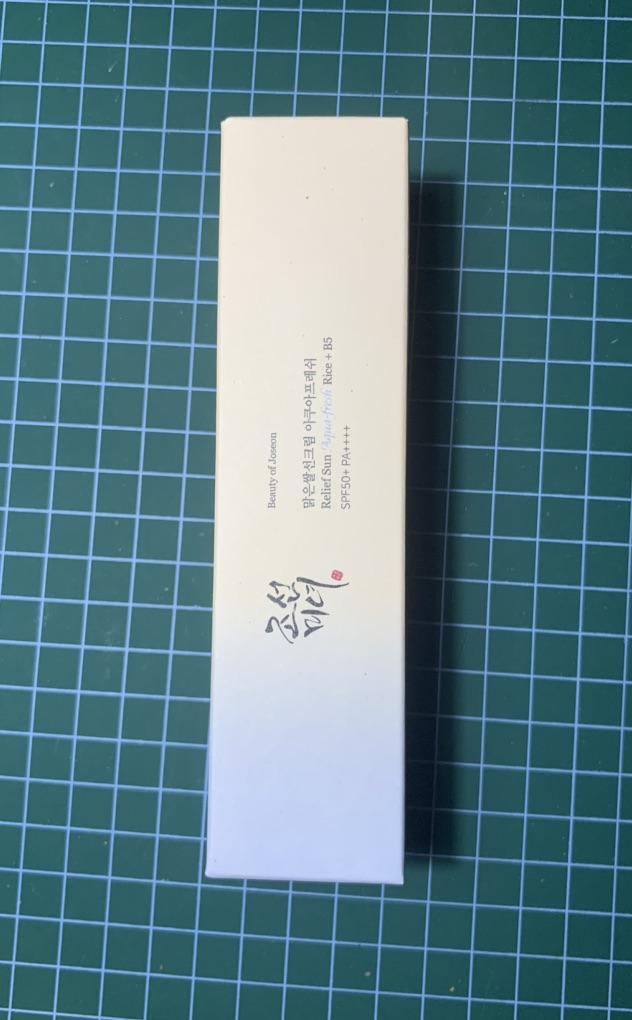 조선
미녀
Beauty of Joseon
맑은쌀선크림 아쿠아프레쉬
Relief Sun Aqua-fresh Rice + B5
SPF50+ PA++++